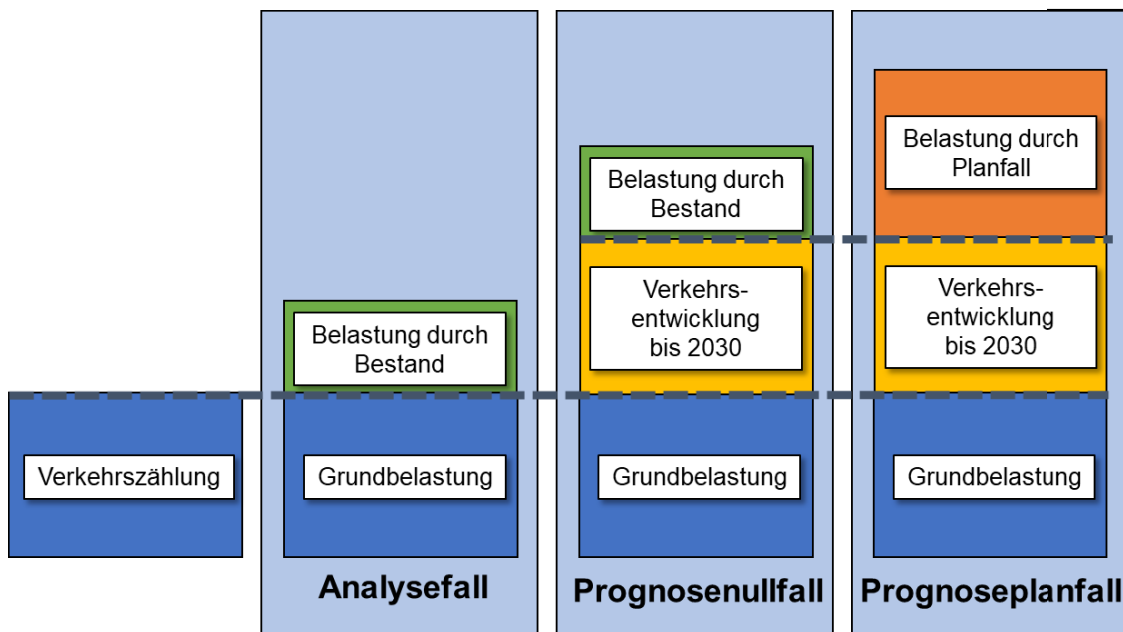 Verkehrszählung
Belastung durch
Bestand
Grundbelastung
Analysefall
Belastung durch
Bestand
Verkehrs-
entwicklung
bis 2030
Grundbelastung
Prognosenullfall
Belastung durch
Planfall
Verkehrs-
entwicklung
bis 2030
Grundbelastung
Prognoseplanfall